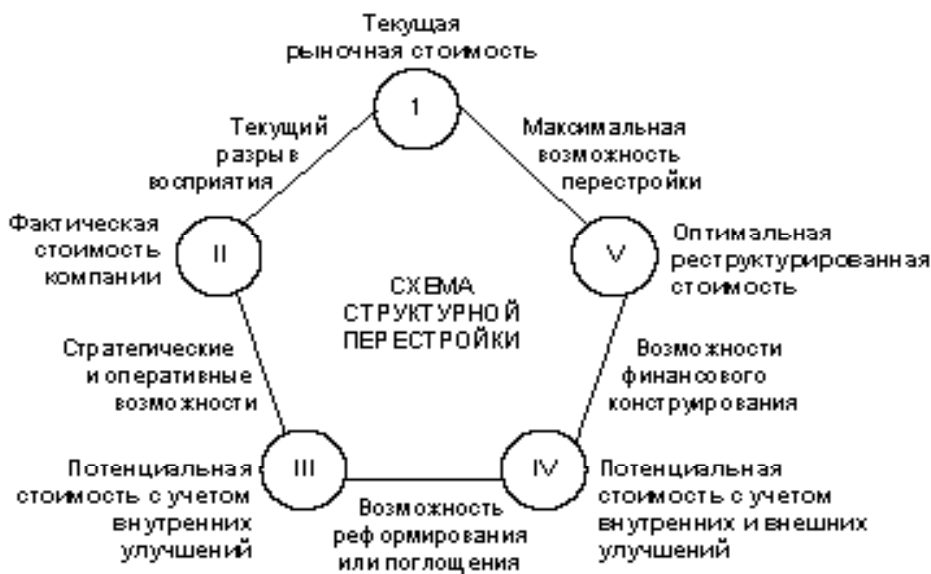 Текущая
рыночная стоимость
1
Текущий
разрыв
восприятия
Максимальная
возможность
перестройки
Фактическая
стоимость
компании
II
V
Оптимальная
реструктурированная
стоимость
СХЕМА
СТРУКТУРНОЙ
ПЕРЕСТРОЙКИ
Стратегические
и оперативные
возможности
Возможности
финансового
конструирования
III
IV
Потенциальная
стоимость с учетом
внутренних
улучшений
Возможность
реформирования
или поглощения
Потенциальная
стоимость с учетом
внутренних и внешних
улучшений